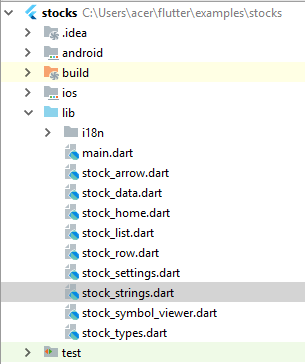 stocks C:\Users\acer\flutter\examples\stocks
.idea
android
build
ios
lib
i18n
main.dart
stock_arrow.dart
stock_data.dart
stock_home.dart
stock_list.dart
stock_row.dart
stock_settings.dart
stock_strings.dart
stock_symbol_viewer.dart
stock_types.dart
test